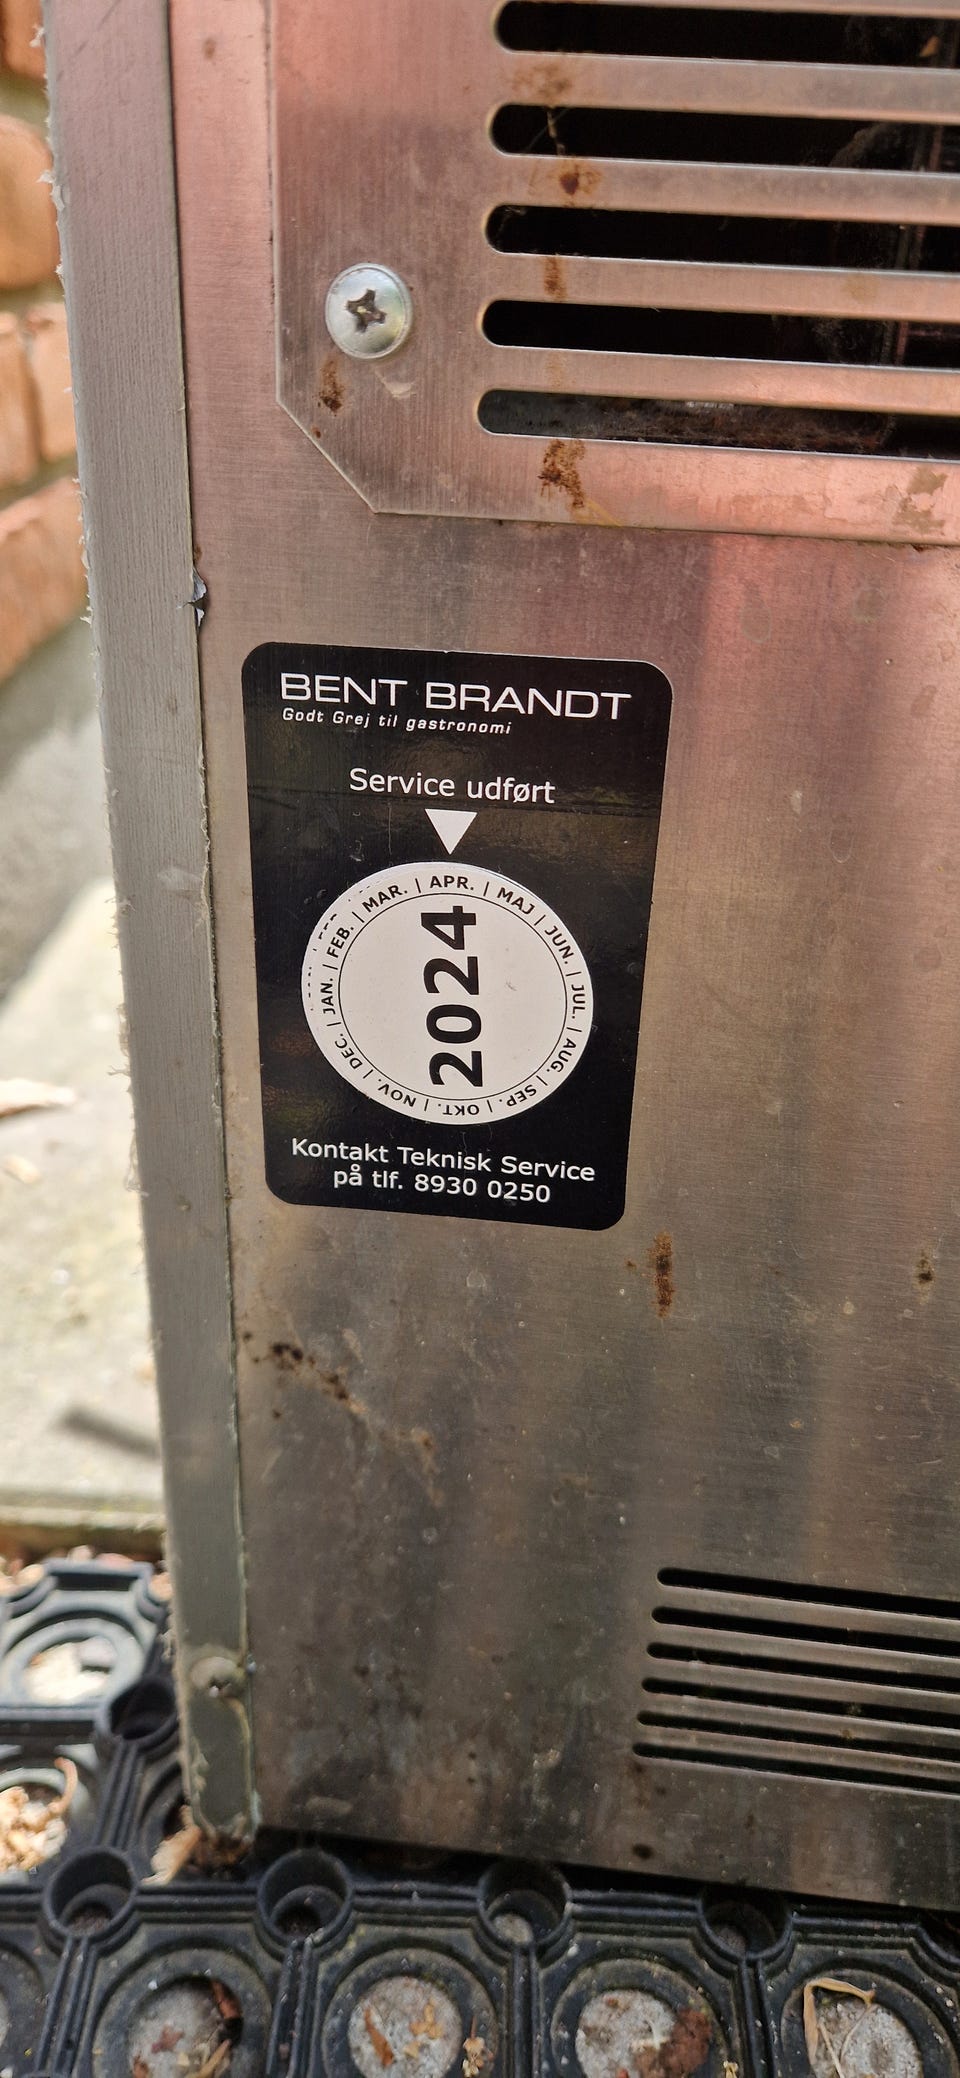 BENT BRANDT
Godt Grej til gastronomi
Service udført
JAN. | FEB. | MAR. | APR. | MAJ | JUN. | JUL. | AUG. | SEP. | OKT. | NOV. | DEC. |
2024
Kontakt Teknisk Service
på tlf. 8930 0250